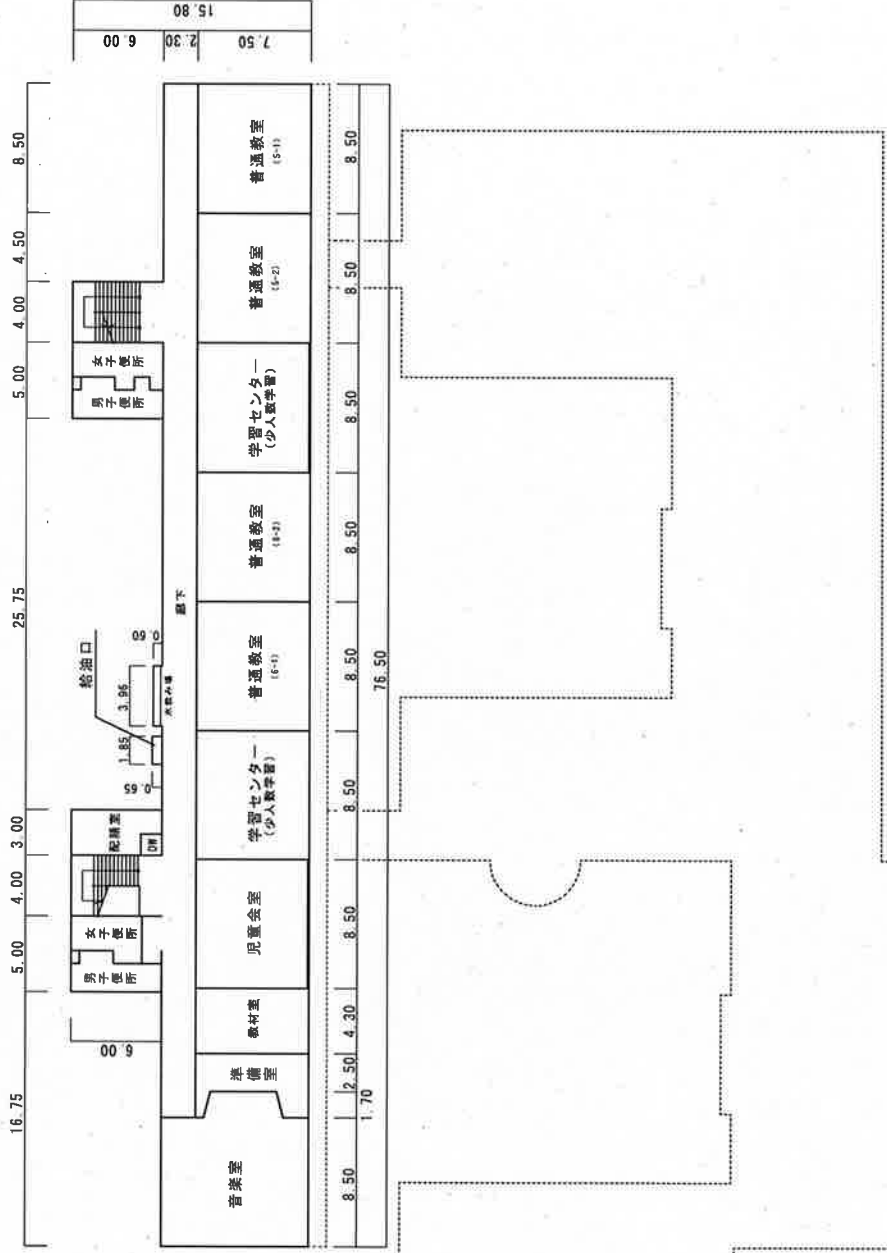 16.75
5.00
4.00
3.00
25.75
5.00
4.00
4.50
8.50
6.00
2.30
7.50
15.80
6.00
男子便所
女子便所
配膳室
DW
0.65
1.85
3.96
0.60
給油口
水飲み場
男子便所
女子便所
廊下
音楽室
準備室
教材室
児童会室
学習センター
(少人数学習)
普通教室
(6-1)
普通教室
学習センター
(少人数学習)
普通教室
(5-2)
普通教室
(5-1)
8.50
1.70
2.50
4.30
8.50
8.50
8.50
8.50
8.50
8.50
8.50
76.50